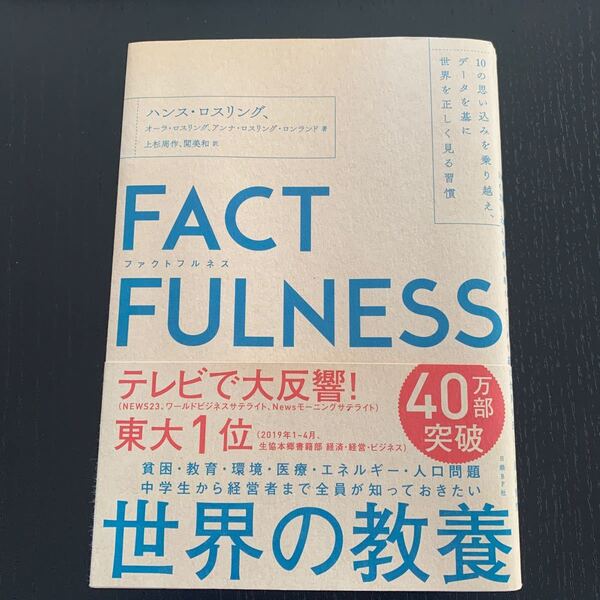 10の思い込みを乗り越え、
データを基に
世界を正しく見る習慣
ハンス・ロスリング、
オーラ・ロスリング、アンナ・ロスリング・ロンランド 著
上杉周作、関美和 訳
FACT
ファクトフルネス
FULNESS
テレビで大反響!
(NEWS23、ワールドビジネスサテライト、Newsモーニングサテライト)
東大1位
(2019年1~4月、
生協本郷書籍部 経済・経営・ビジネス)
40万部
突破
日経BP社
貧困・教育・環境・医療・エネルギー・人口問題
中学生から経営者まで全員が知っておきたい
世界の教養